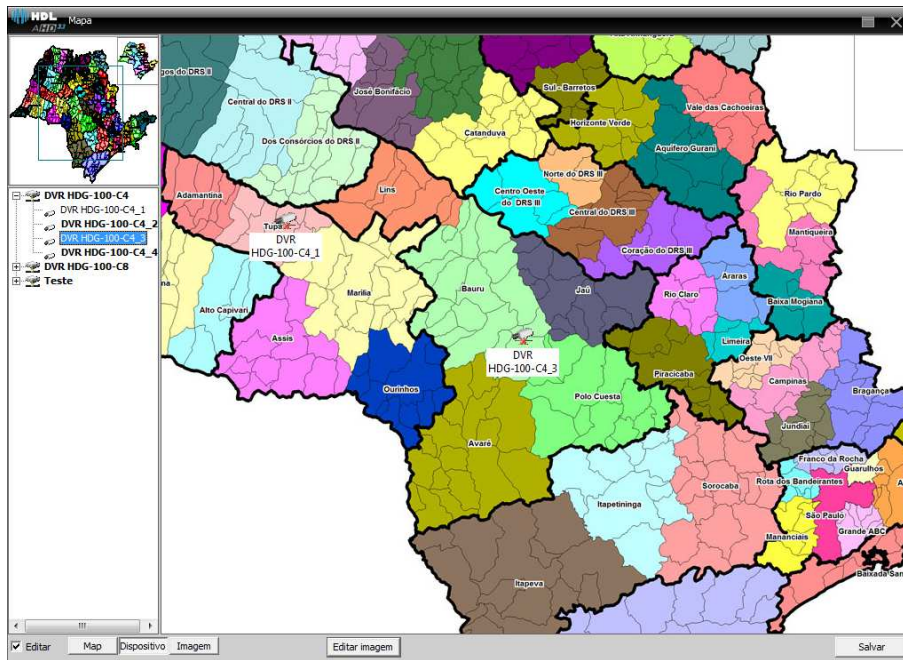 HDL
AHD 3.3
Mapa
DVR HDG-100-C4
DVR HDG-100-C4_1
DVR HDG-100-C4_2
DVR HDG-100-C4_3
DVR HDG-100-C4_4
DVR HDG-100-C8
Teste
José Bonifácio
Sul - Barretos
Central do DRS II
Horizonte Verde
Vale das Cachoeiras
Catanduva
Dos Consórcios do DRS II
Aquífero Gurani
Norte do DRS III
Rio Pardo
Adamantina
Lins
Centro Oeste
do DRS III
Central do DRS III
Tupã
DVR
HDG-100-C4_1
Mantiqueira
Coração do DRS III
Araras
Bauru
Jaú
Rio Claro
Marília
Baixa Mogiana
Alto Capivari
Assis
DVR
HDG-100-C4_3
Limeira
Oeste VII
Piracicaba
Campinas
Bragança
Ourinhos
Polo Cuesta
Jundiaí
Avaré
Franco da Rocha
Guarulhos
Rota dos Bandeirantes
Itapetininga
Sorocaba
São Paulo
Grande ABC
Mananciais
Baixada San
Itapeva
Editar
Map
Dispositivo
Imagem
Editar imagem
Salvar